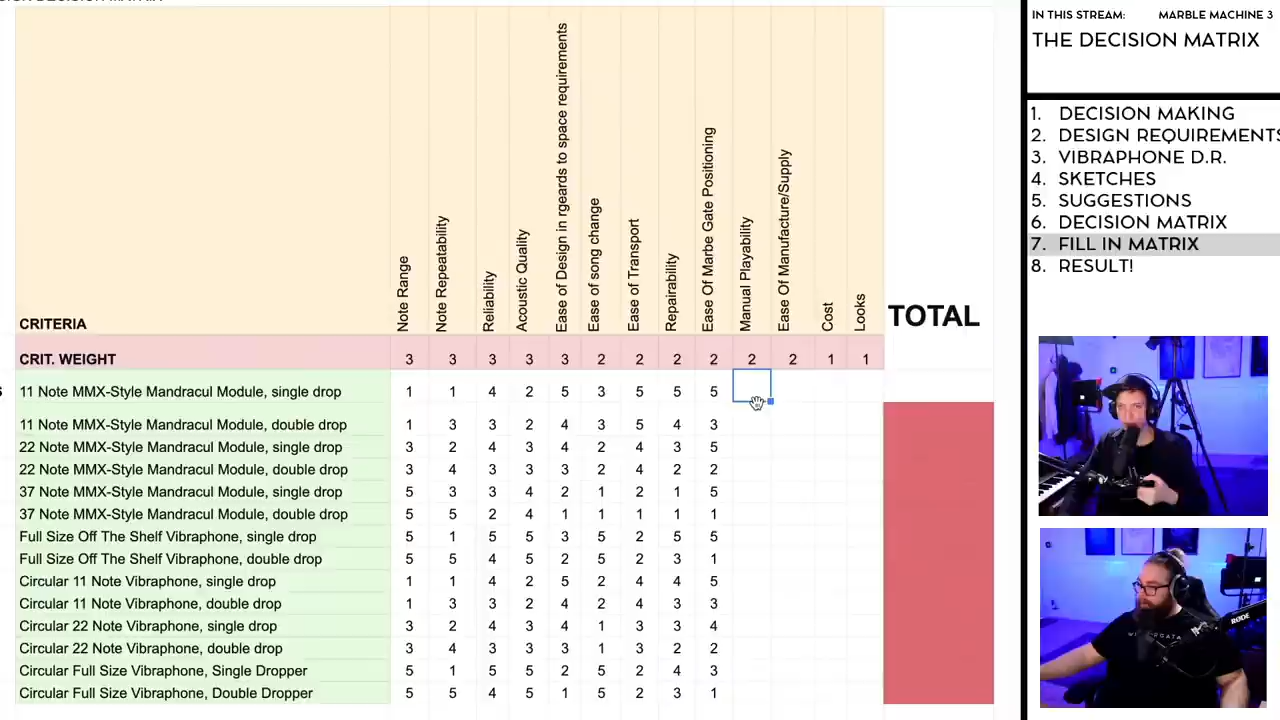 IN THIS STREAM: MARBLE MACHINE 3
THE DECISION MATRIX
1. DECISION MAKING
2. DESIGN REQUIREMENTS
3. VIBRAPHONE D.R.
4. SKETCHES
5. SUGGESTIONS
6. DECISION MATRIX
7. FILL IN MATRIX
8. RESULT!
CRITERIA
Note Range
Note Repeatability
Reliability
Acoustic Quality
Ease of Design in rgeards to space requirements
Ease of song change
Ease of Transport
Repairability
Ease Of Marbe Gate Positioning
Manual Playability
Ease Of Manufacture/Supply
Cost
Looks
TOTAL
CRIT. WEIGHT 3 3 3 3 3 2 2 2 2 2 2 1 1
11 Note MMX-Style Mandracul Module, single drop 1 1 4 2 5 3 5 5 5
11 Note MMX-Style Mandracul Module, double drop 1 3 3 2 4 3 5 4 3
22 Note MMX-Style Mandracul Module, single drop 3 2 4 3 4 2 4 3 5
22 Note MMX-Style Mandracul Module, double drop 3 4 3 3 3 2 4 2 2
37 Note MMX-Style Mandracul Module, single drop 5 3 3 4 2 1 2 1 5
37 Note MMX-Style Mandracul Module, double drop 5 5 2 4 1 1 1 1 1
Full Size Off The Shelf Vibraphone, single drop 5 1 5 5 3 5 2 5 5
Full Size Off The Shelf Vibraphone, double drop 5 5 4 5 2 5 2 3 1
Circular 11 Note Vibraphone, single drop 1 1 4 2 5 2 4 4 5
Circular 11 Note Vibraphone, double drop 1 3 3 2 4 2 4 3 3
Circular 22 Note Vibraphone, single drop 3 2 4 3 4 1 3 3 4
Circular 22 Note Vibraphone, double drop 3 4 3 3 3 1 3 2 2
Circular Full Size Vibraphone, Single Dropper 5 1 5 5 2 5 2 4 3
Circular Full Size Vibraphone, Double Dropper 5 5 4 5 1 5 2 3 1
RODE